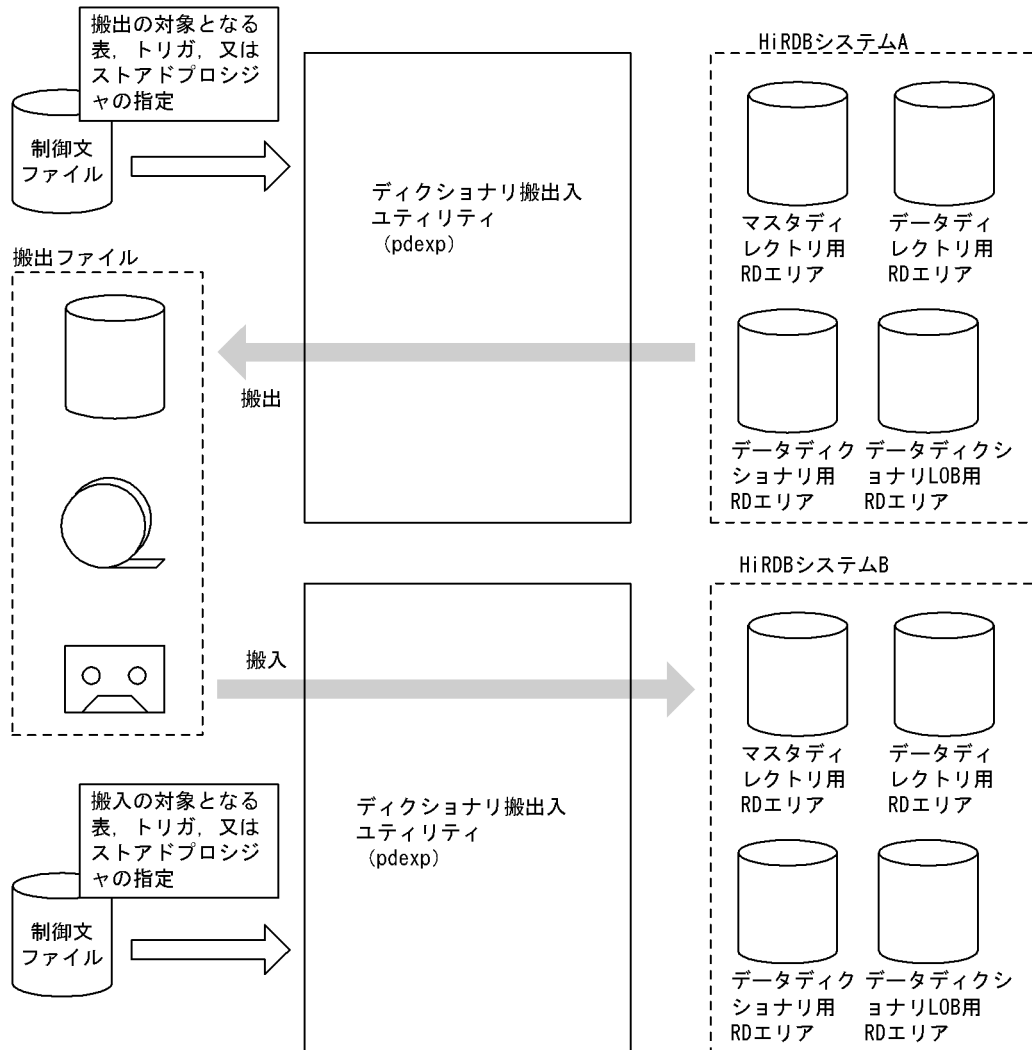 搬出の対象となる
表，トリガ，又は
ストアドプロシジ
ャの指定
制御文
ファイル
ディクショナリ搬出入
ユティリティ
（pdexp）
HiRDBシステムA
マスタディ
レクトリ用
RDエリア
データディ
レクトリ用
RDエリア
データディク
ショナリ用
RDエリア
データディクシ
ョナリLOB用
RDエリア
搬出ファイル
搬出
搬入
HiRDBシステムB
マスタディ
レクトリ用
RDエリア
データディ
レクトリ用
RDエリア
データディク
ショナリ用
RDエリア
データディクシ
ョナリLOB用
RDエリア
ディクショナリ搬出入
ユティリティ
（pdexp）
搬入の対象となる
表，トリガ，又は
ストアドプロシジ
ャの指定
制御文
ファイル